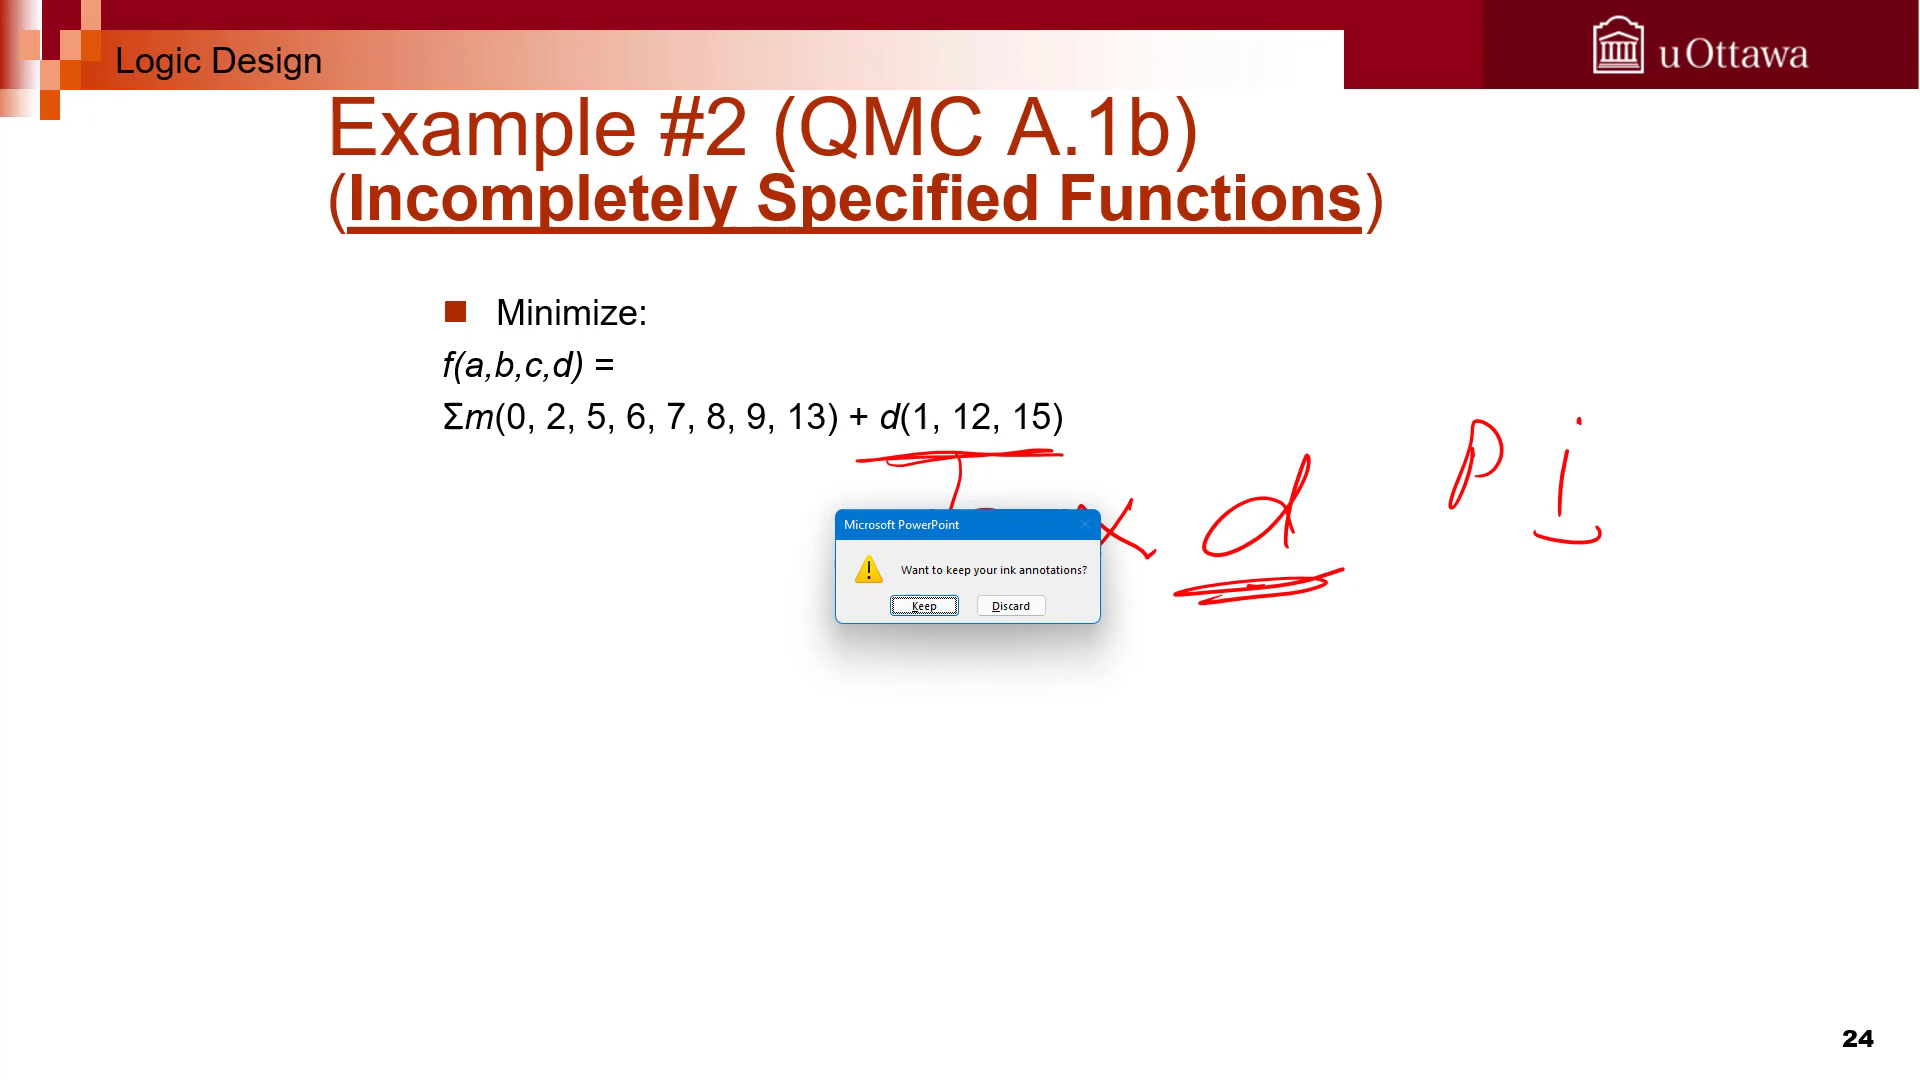 Logic Design
uOttawa
Example #2 (QMC A.1b)
(Incompletely Specified Functions)
Minimize:
f(a,b,c,d) =
Σm(0, 2, 5, 6, 7, 8, 9, 13) + d(1, 12, 15)
x d
P i
Microsoft PowerPoint
Want to keep your ink annotations?
Keep Discard
24